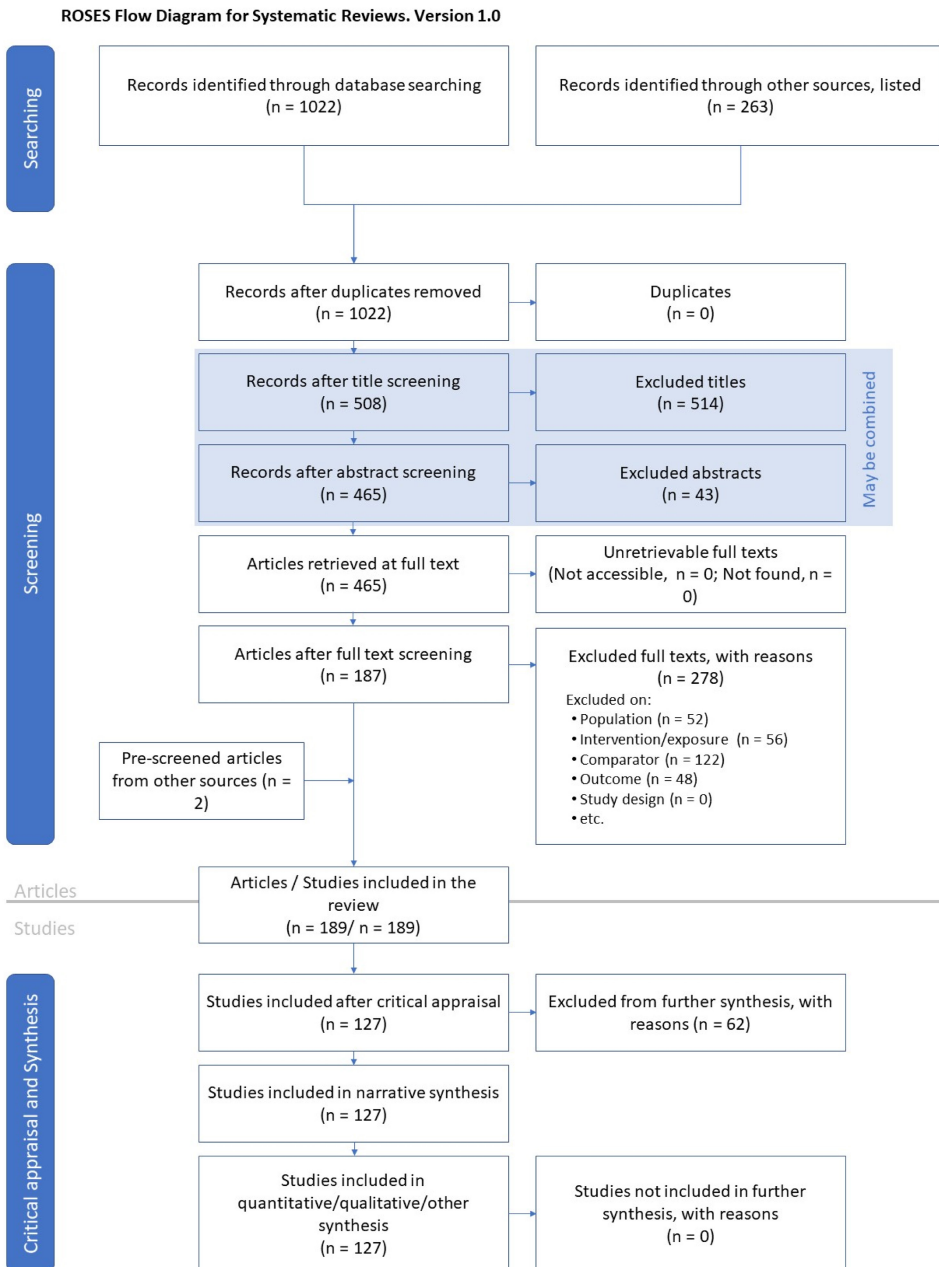 ROSES Flow Diagram for Systematic Reviews. Version 1.0
Searching
Records identified through database searching
(n = 1022)
Records identified through other sources, listed
(n = 263)
Screening
Records after duplicates removed
(n = 1022)
Duplicates
(n = 0)
Records after title screening
(n = 508)
Excluded titles
(n = 514)
May be combined
Records after abstract screening
(n = 465)
Excluded abstracts
(n = 43)
Articles retrieved at full text
(n = 465)
Unretrievable full texts
(Not accessible, n = 0; Not found, n =
0)
Articles after full text screening
(n = 187)
Excluded full texts, with reasons
(n = 278)
Excluded on:
• Population (n = 52)
• Intervention/exposure (n = 56)
• Comparator (n = 122)
• Outcome (n = 48)
• Study design (n = 0)
• etc.
Pre-screened articles
from other sources (n =
2)
Articles
Studies
Articles / Studies included in the
review
(n = 189/ n = 189)
Critical appraisal and Synthesis
Studies included after critical appraisal
(n = 127)
Excluded from further synthesis, with
reasons (n = 62)
Studies included in narrative synthesis
(n = 127)
Studies included in
quantitative/qualitative/other
synthesis
(n = 127)
Studies not included in further
synthesis, with reasons
(n = 0)